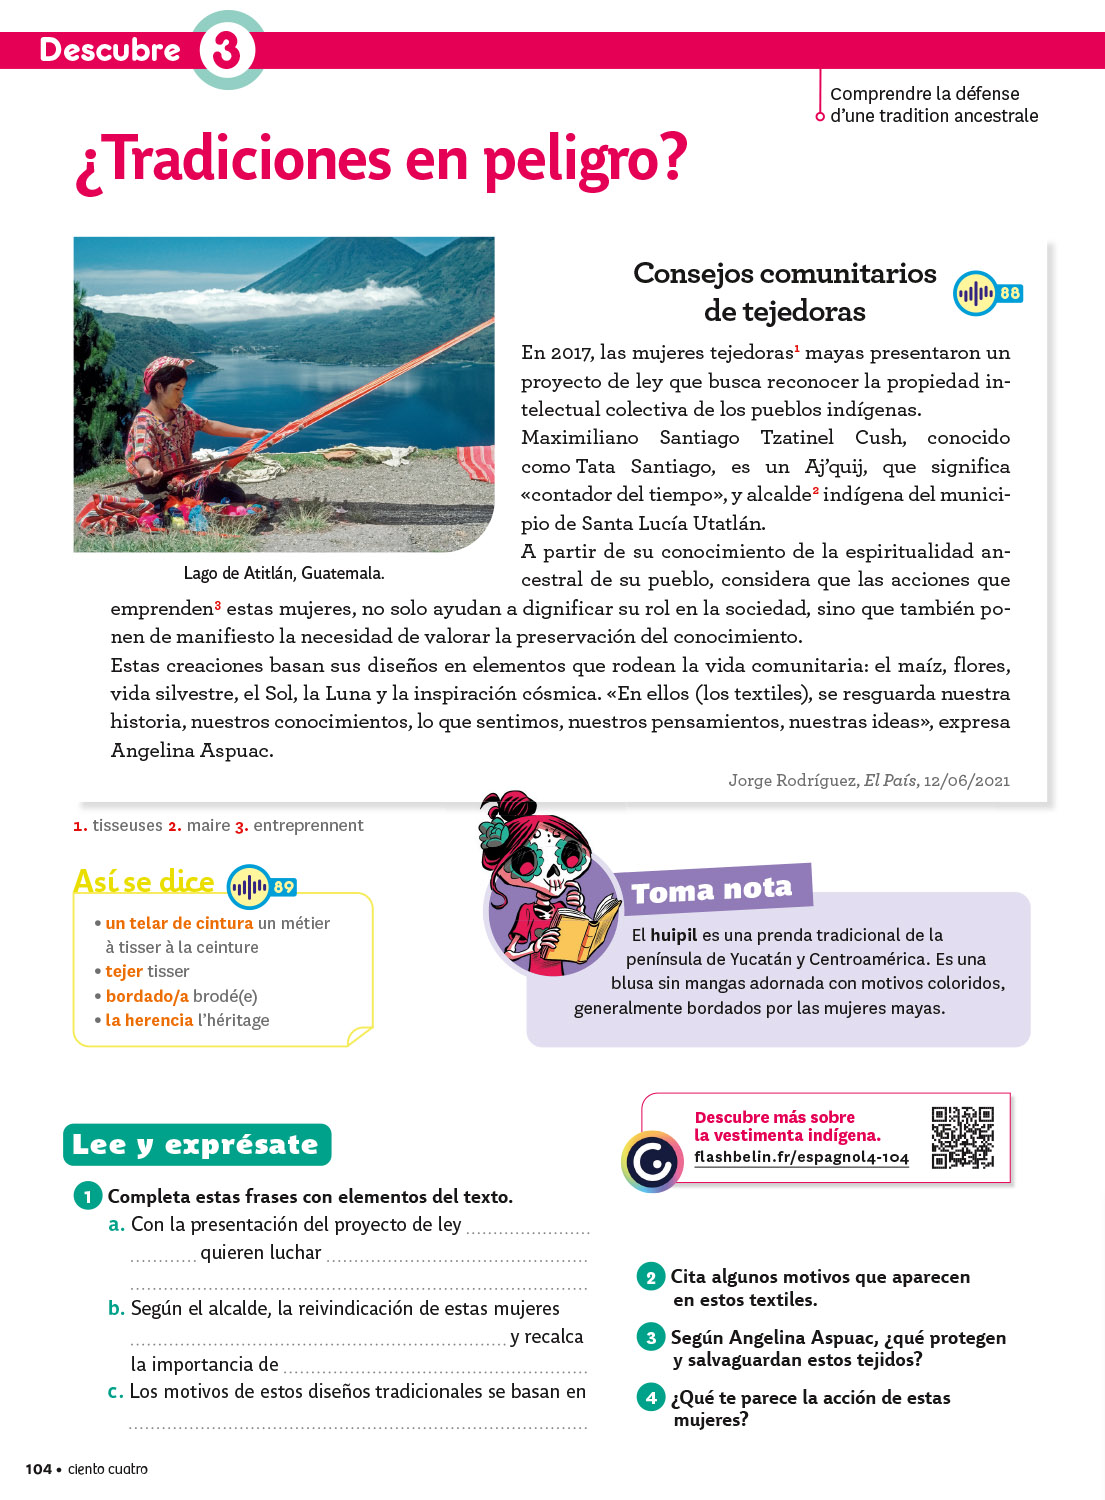 Descubre 3
Comprendre la défense
d'une tradition ancestrale
¿Tradiciones en peligro?
Consejos comunitarios
de tejedoras
88
En 2017, las mujeres tejedoras¹ mayas presentaron un
proyecto de ley que busca reconocer la propiedad in-
telectual colectiva de los pueblos indígenas.
Maximiliano Santiago Tzatinel Cush, conocido
como Tata Santiago, es un Aj'quij, que significa
«contador del tiempo», y alcalde² indígena del munici-
pio de Santa Lucía Utatlán.
A partir de su conocimiento de la espiritualidad an-
cestral de su pueblo, considera que las acciones que
emprenden³ estas mujeres, no solo ayudan a dignificar su rol en la sociedad, sino que también po-
nen de manifiesto la necesidad de valorar la preservación del conocimiento.
Estas creaciones basan sus diseños en elementos que rodean la vida comunitaria: el maíz, flores,
vida silvestre, el Sol, la Luna y la inspiración cósmica. «En ellos (los textiles), se resguarda nuestra
historia, nuestros conocimientos, lo que sentimos, nuestros pensamientos, nuestras ideas», expresa
Angelina Aspuac.
Jorge Rodríguez, El País, 12/06/2021
Lago de Atitlán, Guatemala.
1. tisseuses 2. maire 3. entreprennent
Así se dice
89
• un telar de cintura un métier
à tisser à la ceinture
• tejer tisser
• bordado/a brodé(e)
• la herencia l'héritage
Toma nota
El huipil es una prenda tradicional de la
península de Yucatán y Centroamérica. Es una
blusa sin mangas adornada con motivos coloridos,
generalmente bordados por las mujeres mayas.
Descubre más sobre
la vestimenta indígena.
flashbelin.fr/espagnol4-104
Lee y exprésate
1 Completa estas frases con elementos del texto.
a. Con la presentación del proyecto de ley ......................
............ quieren luchar ..............................................
.................................................................................
b. Según el alcalde, la reivindicación de estas mujeres
................................................................... y recalca
la importancia de ......................................................
c. Los motivos de estos diseños tradicionales se basan en
.................................................................................
2 Cita algunos motivos que aparecen
en estos textiles.
3 Según Angelina Aspuac, ¿qué protegen
y salvaguardan estos tejidos?
4 ¿Qué te parece la acción de estas
mujeres?
104 • ciento cuatro